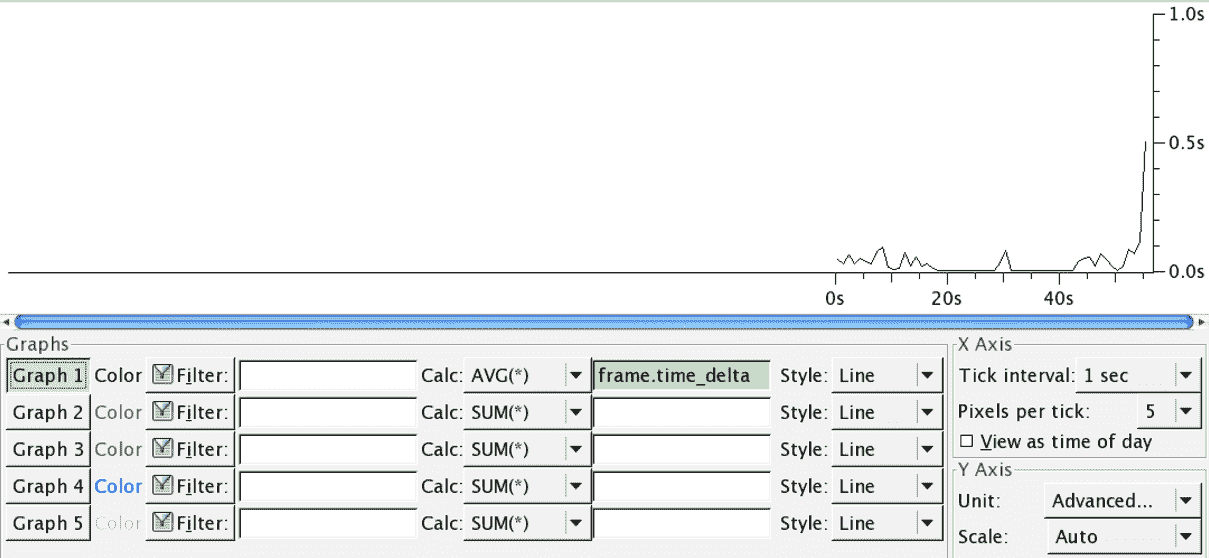 1.0s
0.5s
0.0s
0s 20s 40s
Graphs
Graph 1 Color Filter: Calc: AVG(*) frame.time_delta Style: Line
Graph 2 Color Filter: Calc: SUM(*) Style: Line
Graph 3 Color Filter: Calc: SUM(*) Style: Line
Graph 4 Color Filter: Calc: SUM(*) Style: Line
Graph 5 Color Filter: Calc: SUM(*) Style: Line
X Axis
Tick interval: 1 sec
Pixels per tick: 5
View as time of day
Y Axis
Unit: Advanced...
Scale: Auto